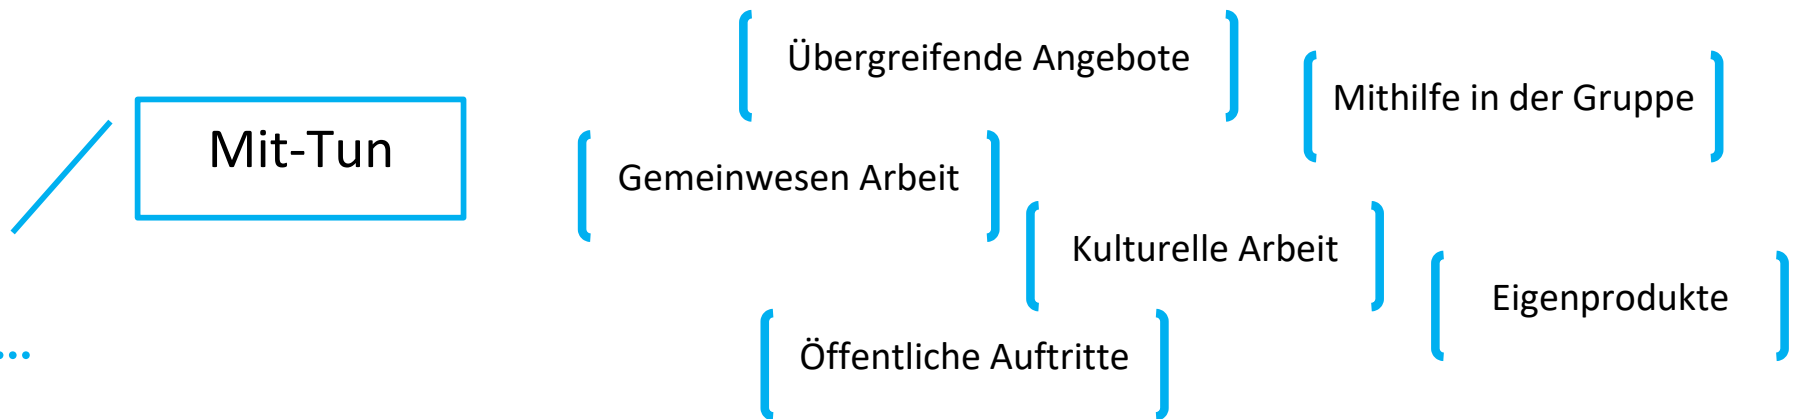 Übergreifende Angebote
Mithilfe in der Gruppe
Mit-Tun
Gemeinwesen Arbeit
Kulturelle Arbeit
Eigenprodukte
Öffentliche Auftritte
...